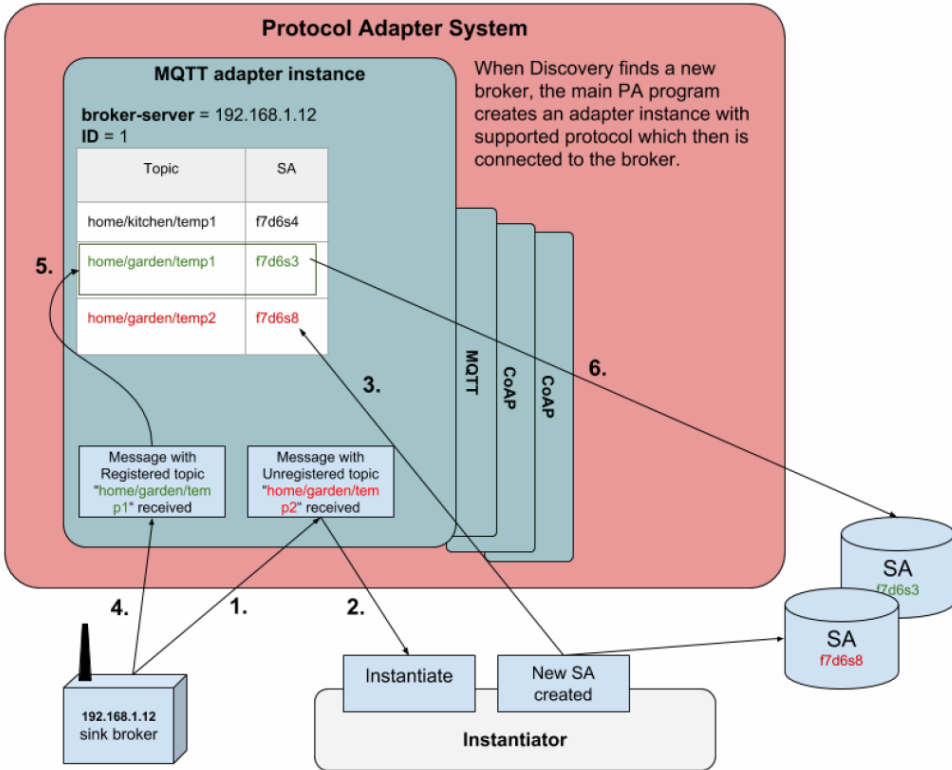 Protocol Adapter System
MQTT adapter instance
When Discovery finds a new
broker, the main PA program
creates an adapter instance with
supported protocol which then is
connected to the broker.
broker-server = 192.168.1.12
ID = 1
Topic SA
home/kitchen/temp1 f7d6s4
home/garden/temp1 f7d6s3
home/garden/temp2 f7d6s8
5.
3.
6.
MQTT
CoAP
CoAP
Message with
Registered topic
"home/garden/tem
p1" received
Message with
Unregistered topic
"home/garden/tem
p2" received
4.
1.
2.
SA
f7d6s3
SA
f7d6s8
192.168.1.12
sink broker
Instantiate
New SA
created
Instantiator